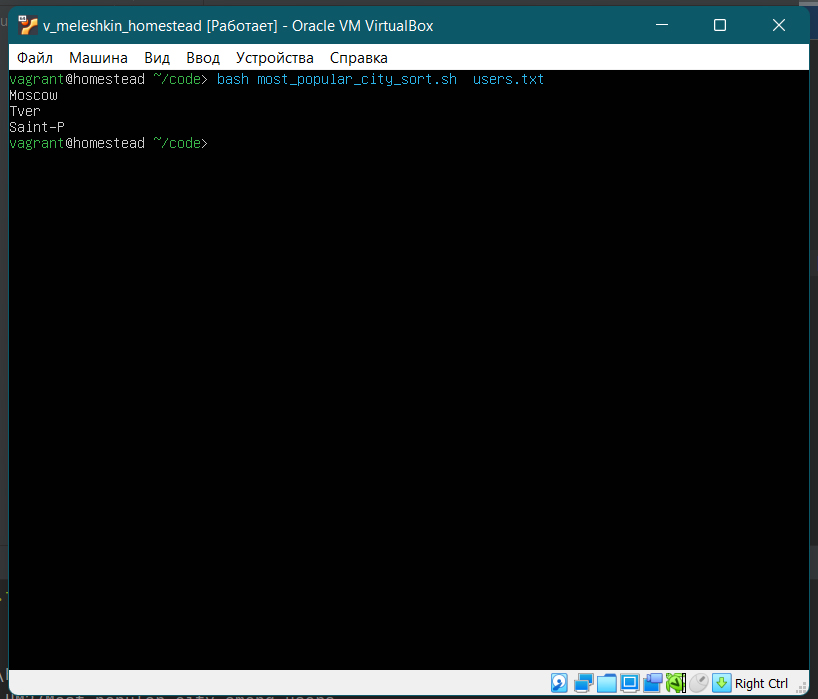 v_meleshkin_homestead [Работает] - Oracle VM VirtualBox
Файл Машина Вид Ввод Устройства Справка
vagrant@homestead ~/code> bash most_popular_city_sort.sh  users.txt
Moscow
Tver
Saint-P
vagrant@homestead ~/code>
Right Ctrl